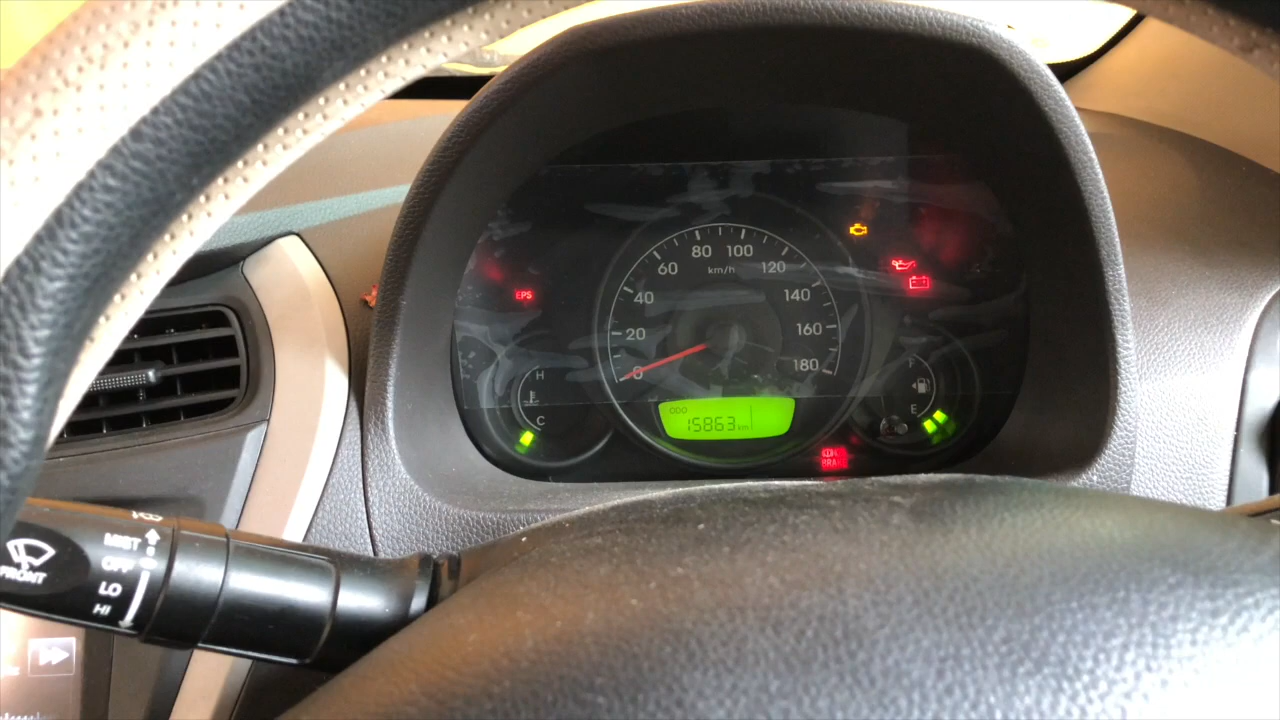 80 100
60 120
km/h
40 140
EPS
20 160
0 180
H
C
F
E
ODO
15863 km
BRAKE
MIST
OFF
LO
HI
FRONT